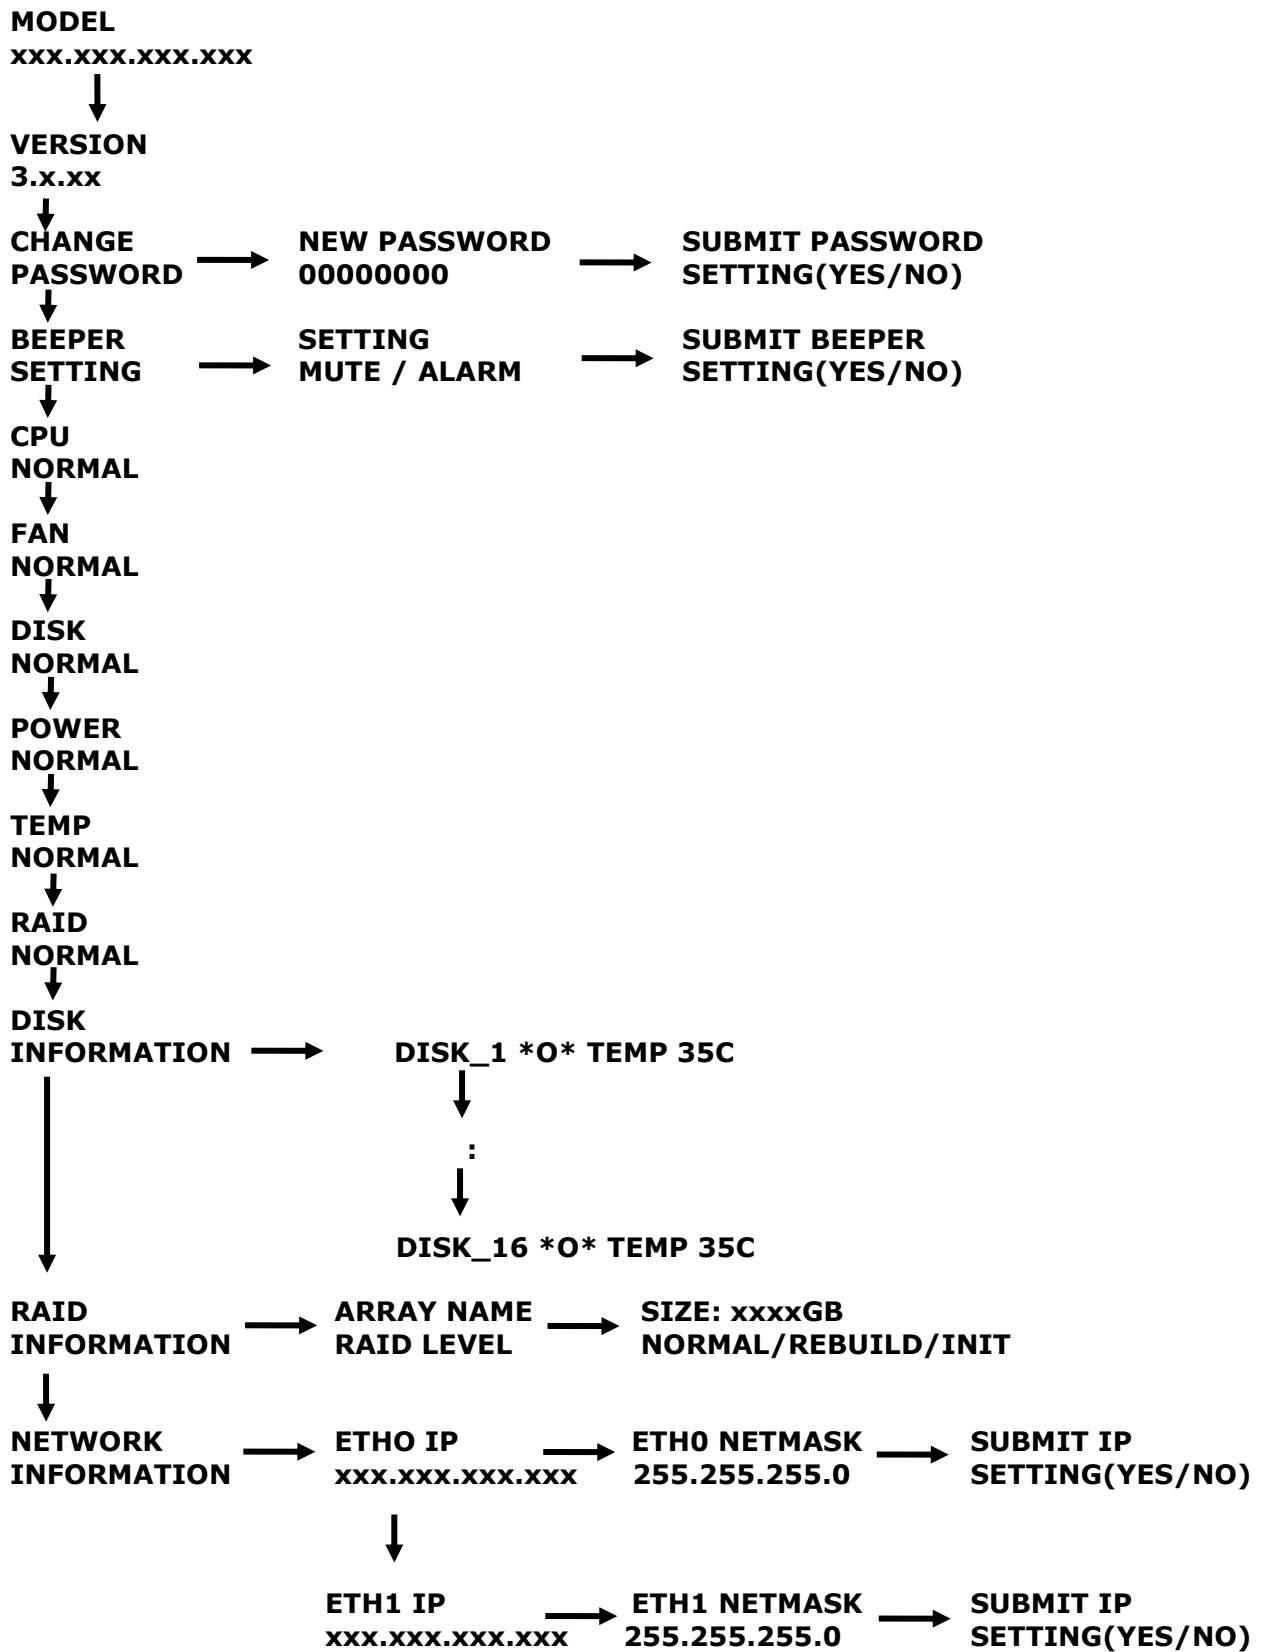 MODEL
xxx.xxx.xxx.xxx
VERSION
3.x.xx
CHANGE
PASSWORD
NEW PASSWORD
00000000
SUBMIT PASSWORD
SETTING(YES/NO)
BEEPER
SETTING
SETTING
MUTE / ALARM
SUBMIT BEEPER
SETTING(YES/NO)
CPU
NORMAL
FAN
NORMAL
DISK
NORMAL
POWER
NORMAL
TEMP
NORMAL
RAID
NORMAL
DISK
INFORMATION
DISK_1 *O* TEMP 35C
:
DISK_16 *O* TEMP 35C
RAID
INFORMATION
ARRAY NAME
RAID LEVEL
SIZE: xxxxGB
NORMAL/REBUILD/INIT
NETWORK
INFORMATION
ETHO IP
xxx.xxx.xxx.xxx
ETH0 NETMASK
255.255.255.0
SUBMIT IP
SETTING(YES/NO)
ETH1 IP
xxx.xxx.xxx.xxx
ETH1 NETMASK
255.255.255.0
SUBMIT IP
SETTING(YES/NO)